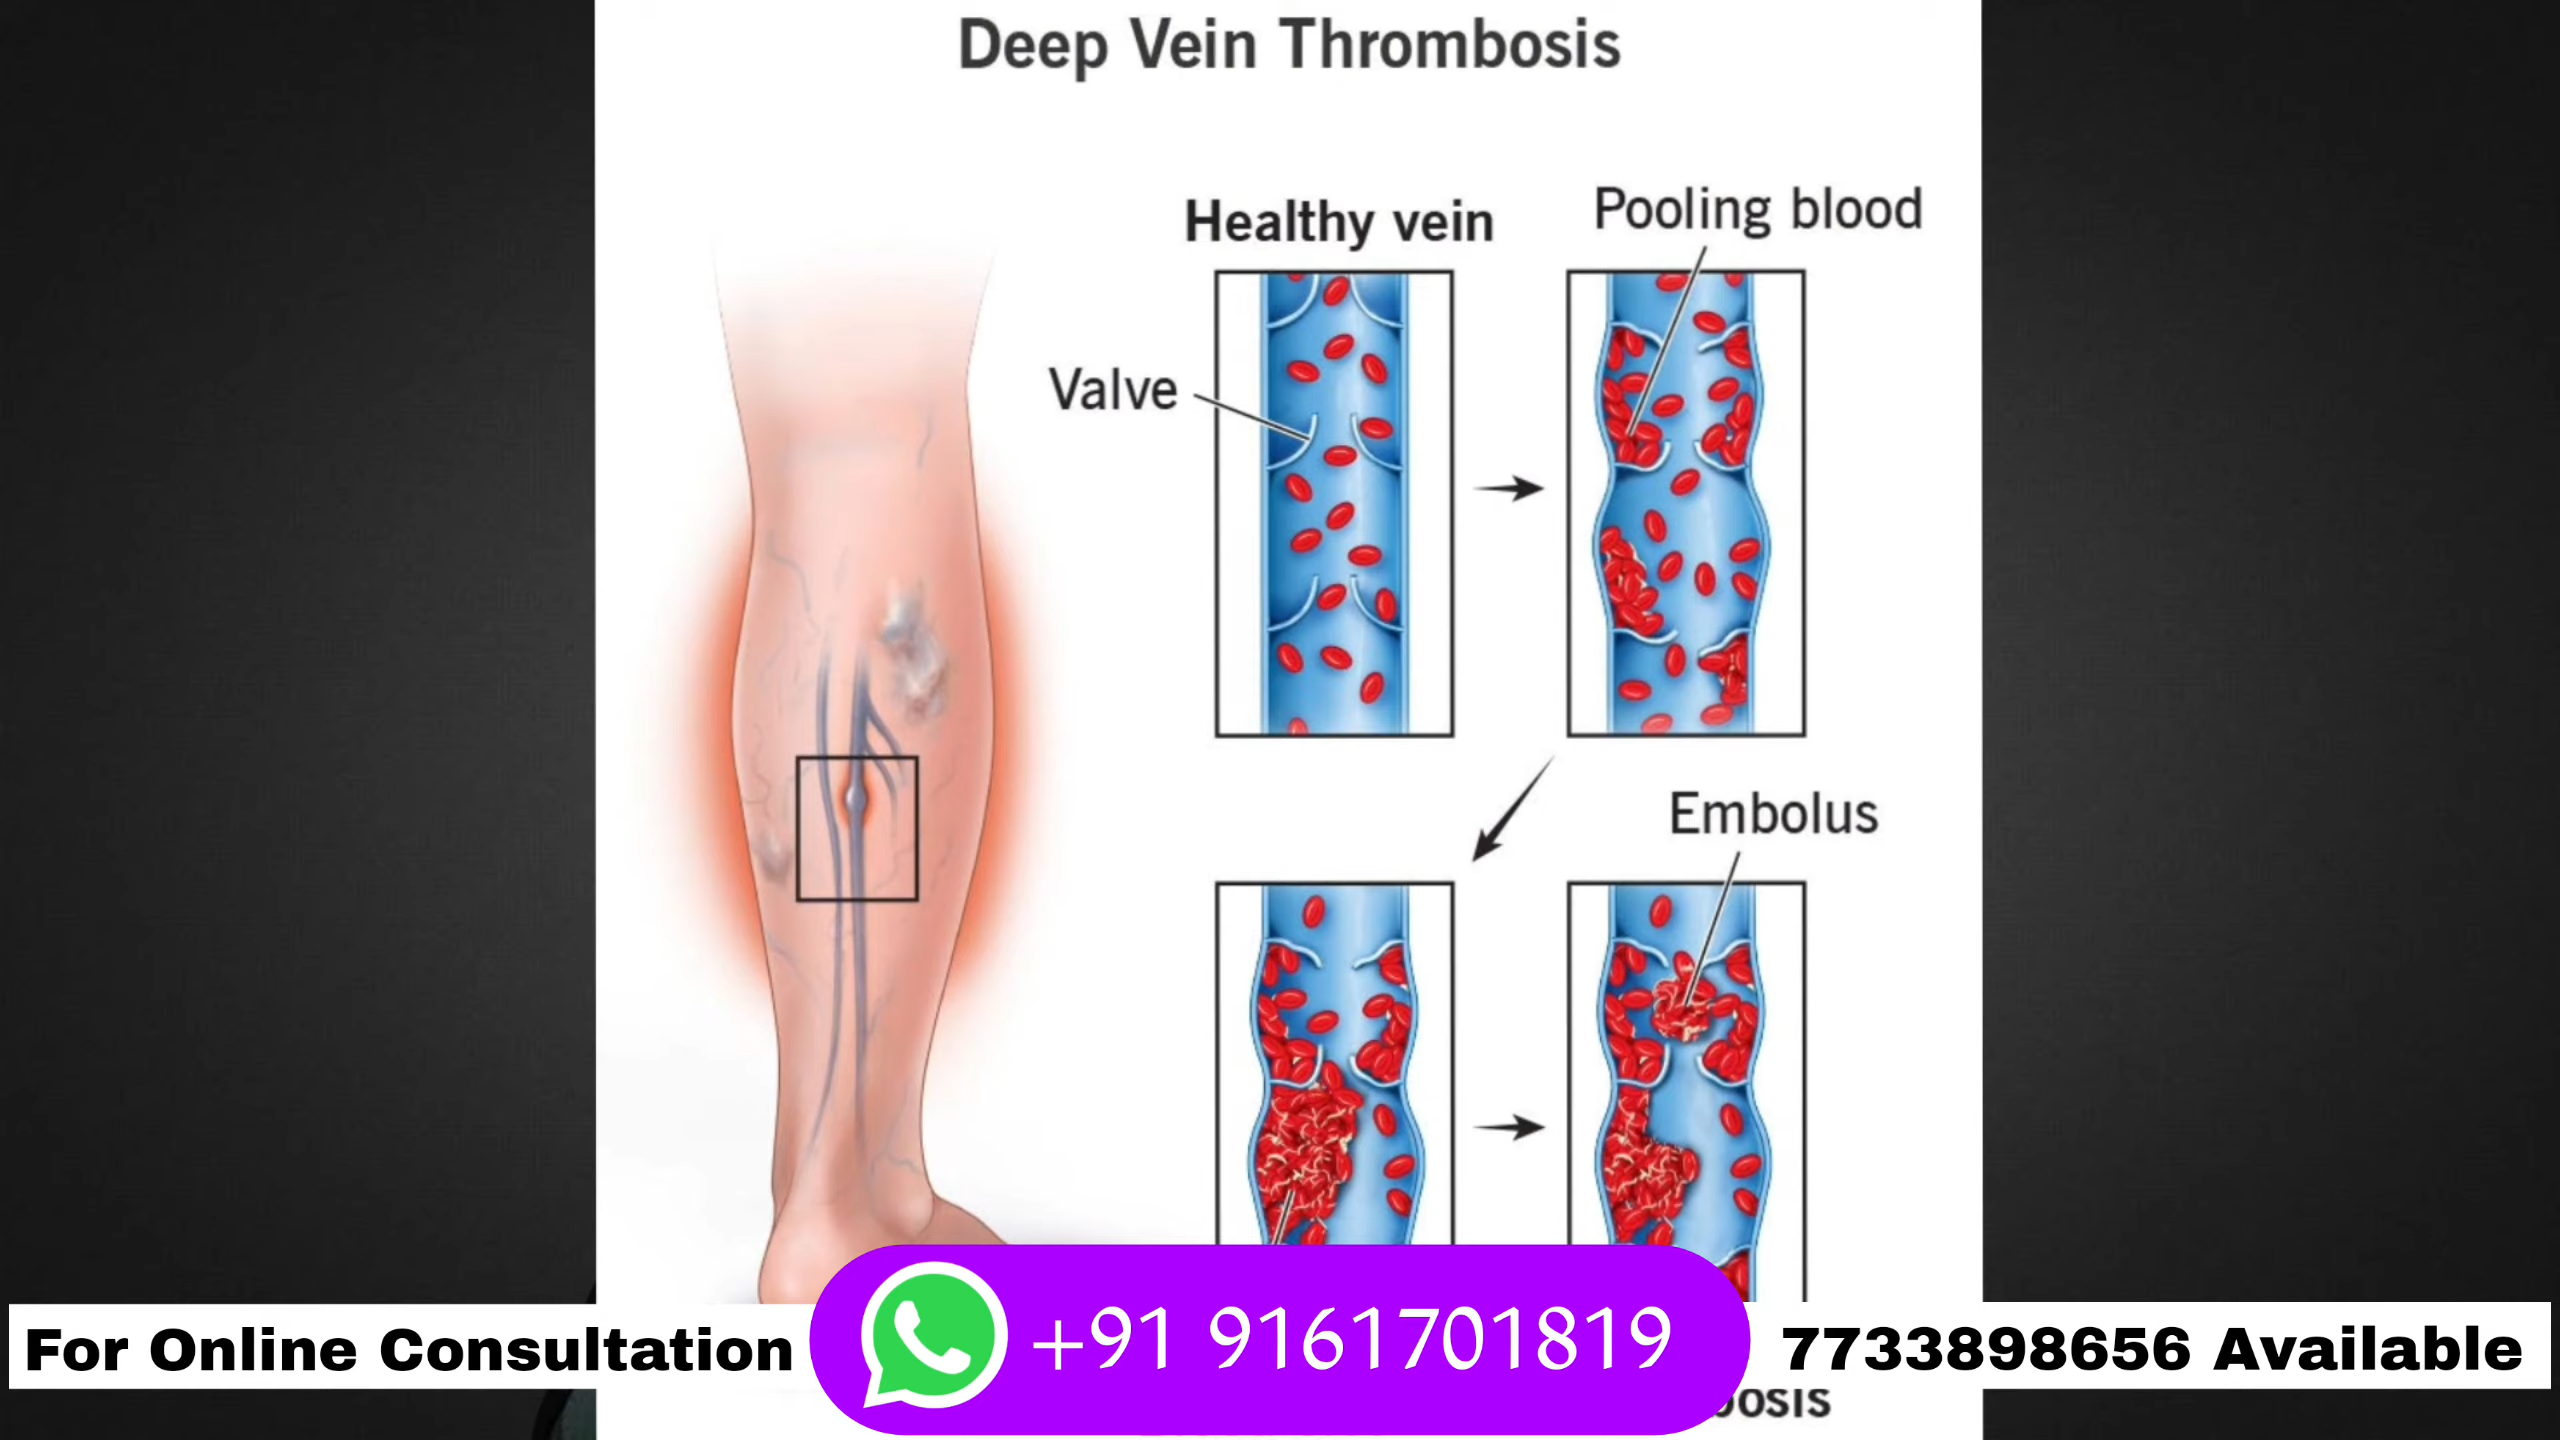 Deep Vein Thrombosis
Healthy vein
Pooling blood
Valve
Embolus
For Online Consultation
+91 9161701819
7733898656 Available